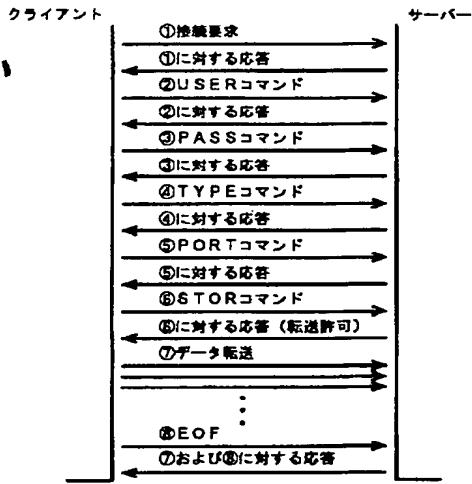 クライアント
サーバー
①接続要求
①に対する応答
②USERコマンド
②に対する応答
③PASSコマンド
③に対する応答
④TYPEコマンド
④に対する応答
⑤PORTコマンド
⑤に対する応答
⑥STORコマンド
⑥に対する応答（転送許可）
⑦データ転送
⑧EOF
⑦および⑧に対する応答